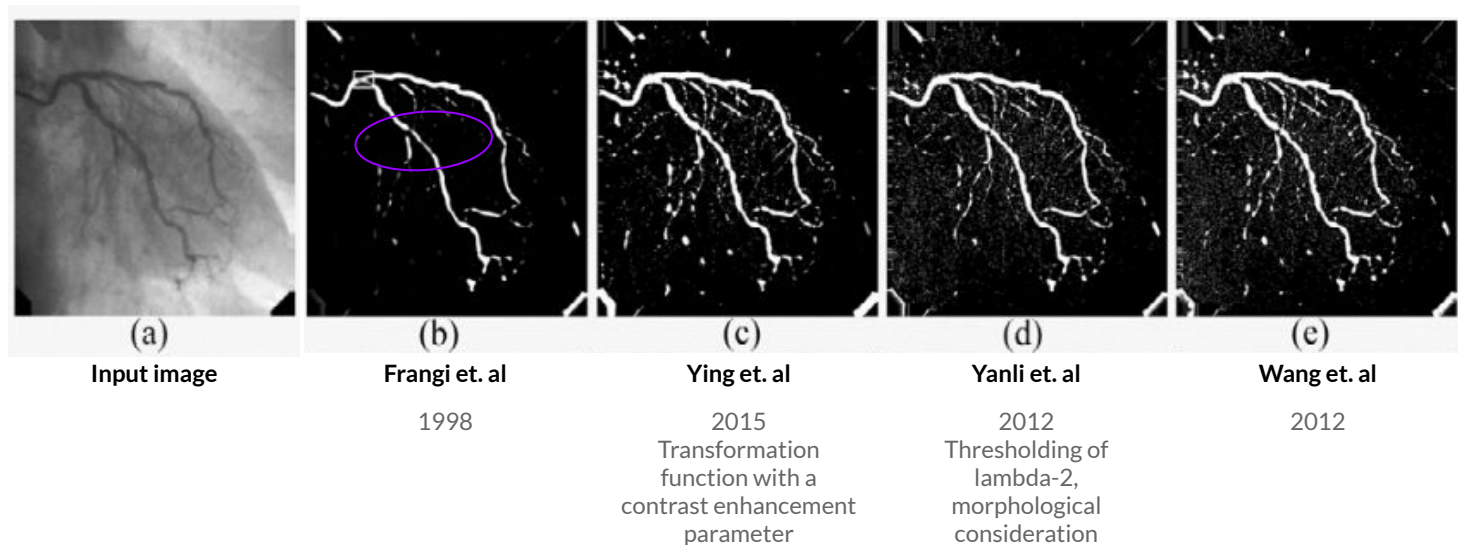 (a) (b) (c) (d) (e)
Input image Frangi et. al Ying et. al Yanli et. al Wang et. al
1998 2015 2012 2012
Transformation Thresholding of
function with a lambda-2,
contrast enhancement morphological
parameter consideration